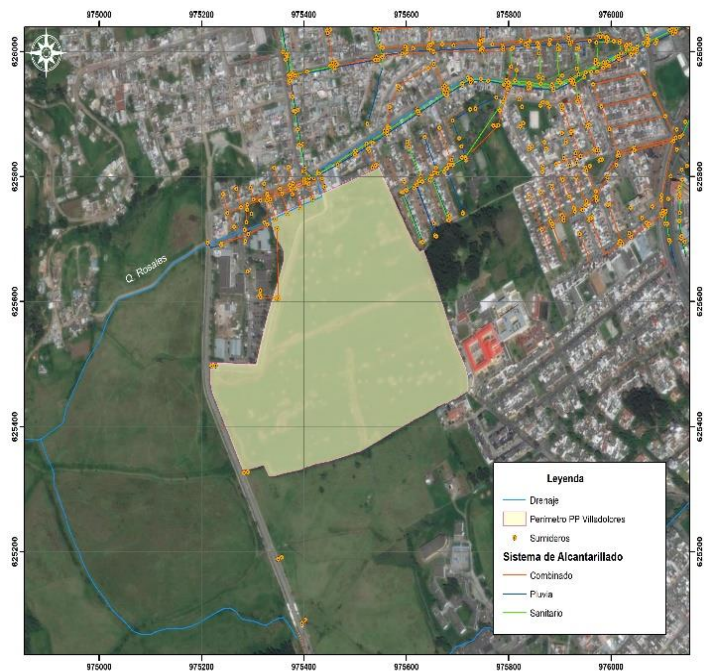 975000 975200 975400 975600 975800 976000
626000 626000
625800 625800
Q. Rosales
625600 625600
625400 625400
625200 625200
Leyenda
Drenaje
Perímetro PP Villadolores
Sumideros
Sistema de Alcantarillado
Combinado
Pluvia
Sanitario
975000 975200 975400 975600 975800 976000